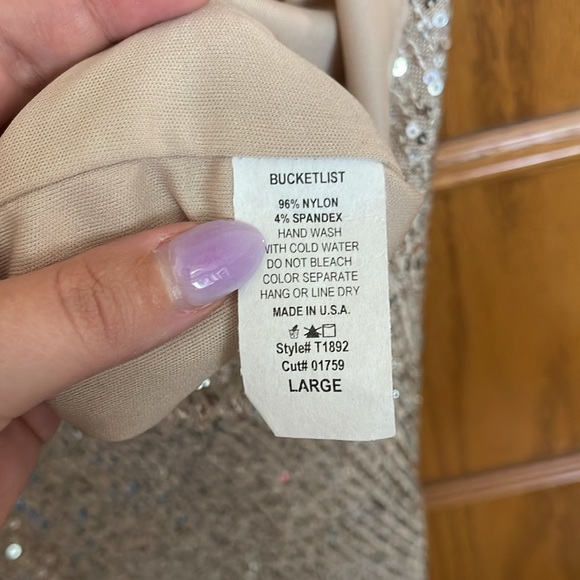 BUCKETLIST
96% NYLON
4% SPANDEX
HAND WASH
WITH COLD WATER
DO NOT BLEACH
COLOR SEPARATE
HANG OR LINE DRY
MADE IN U.S.A.
Style# T1892
Cut# 01759
LARGE